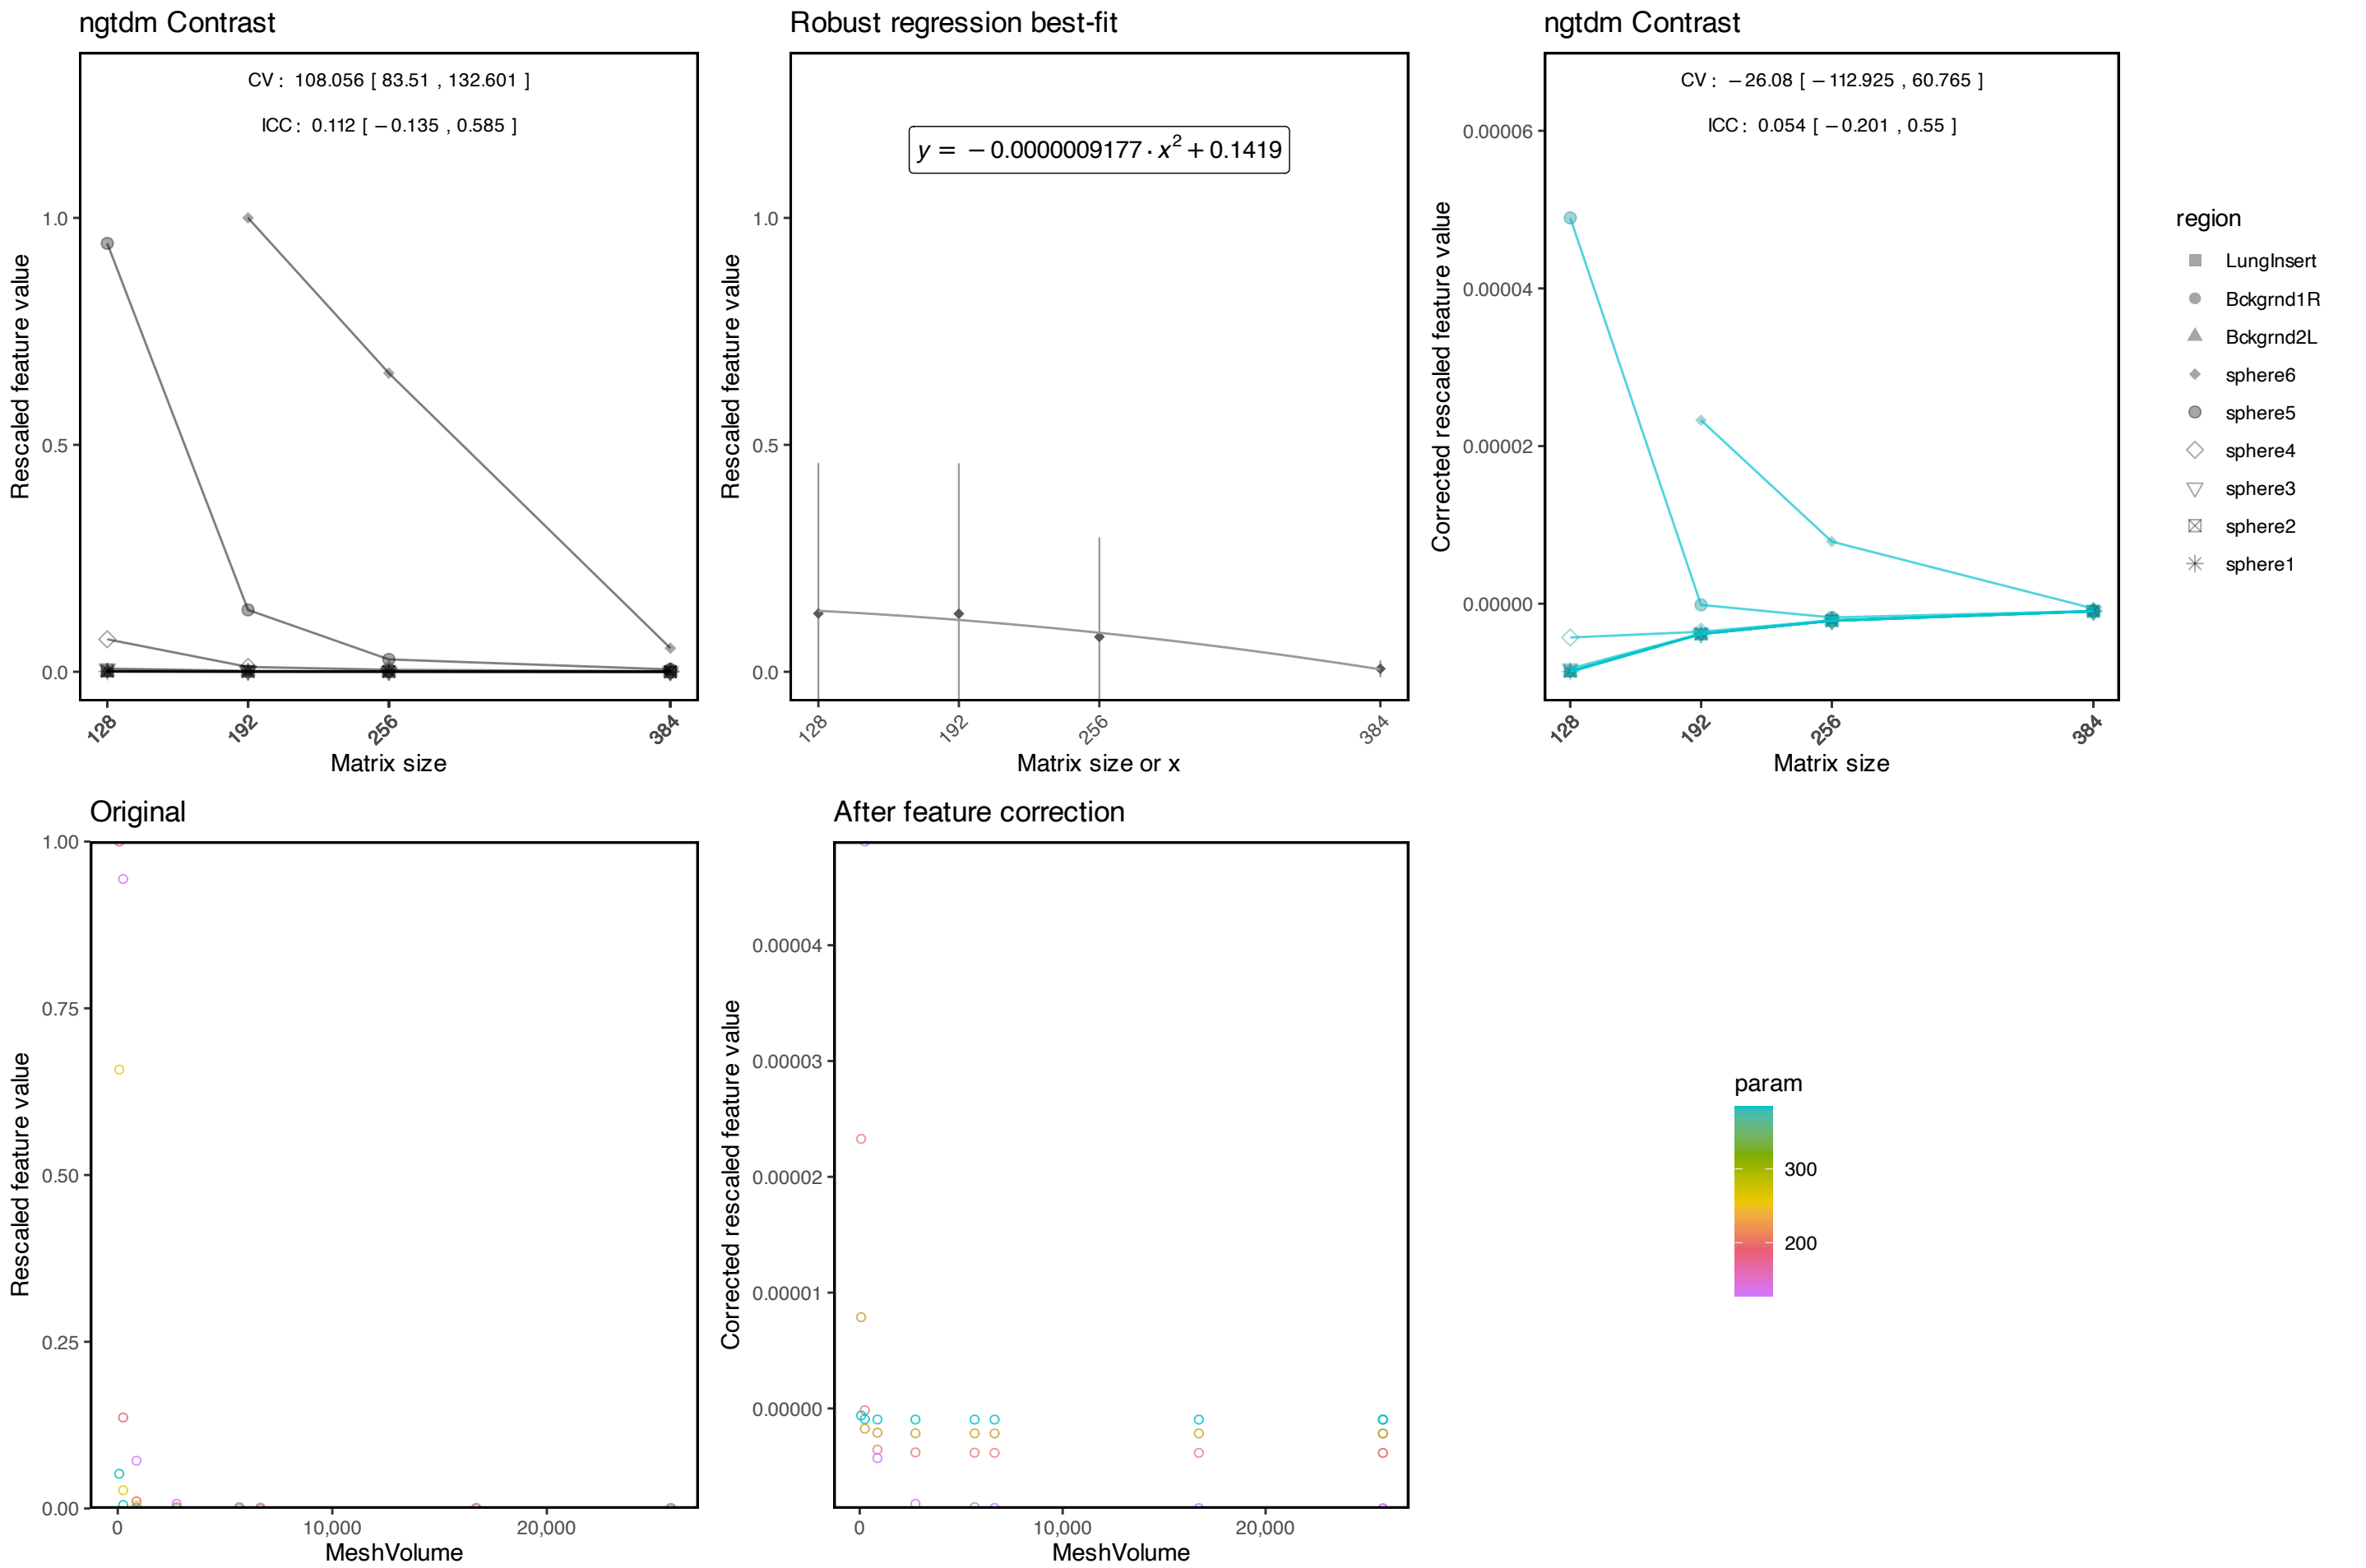 ngtdm Contrast
CV : 108.056 [ 83.51 , 132.601 ]
ICC : 0.112 [ −0.135 , 0.585 ]
Rescaled feature value
1.0
0.5
0.0
128
192
256
384
Matrix size
Robust regression best-fit
y = −0.0000009177 · x² + 0.1419
Rescaled feature value
1.0
0.5
0.0
128
192
256
384
Matrix size or x
ngtdm Contrast
CV : −26.08 [ −112.925 , 60.765 ]
ICC : 0.054 [ −0.201 , 0.55 ]
Corrected rescaled feature value
0.00006
0.00004
0.00002
0.00000
128
192
256
384
Matrix size
region
LungInsert
Bckgrnd1R
Bckgrnd2L
sphere6
sphere5
sphere4
sphere3
sphere2
sphere1
Original
Rescaled feature value
1.00
0.75
0.50
0.25
0.00
0
10,000
20,000
MeshVolume
After feature correction
Corrected rescaled feature value
0.00004
0.00003
0.00002
0.00001
0.00000
0
10,000
20,000
MeshVolume
param
300
200